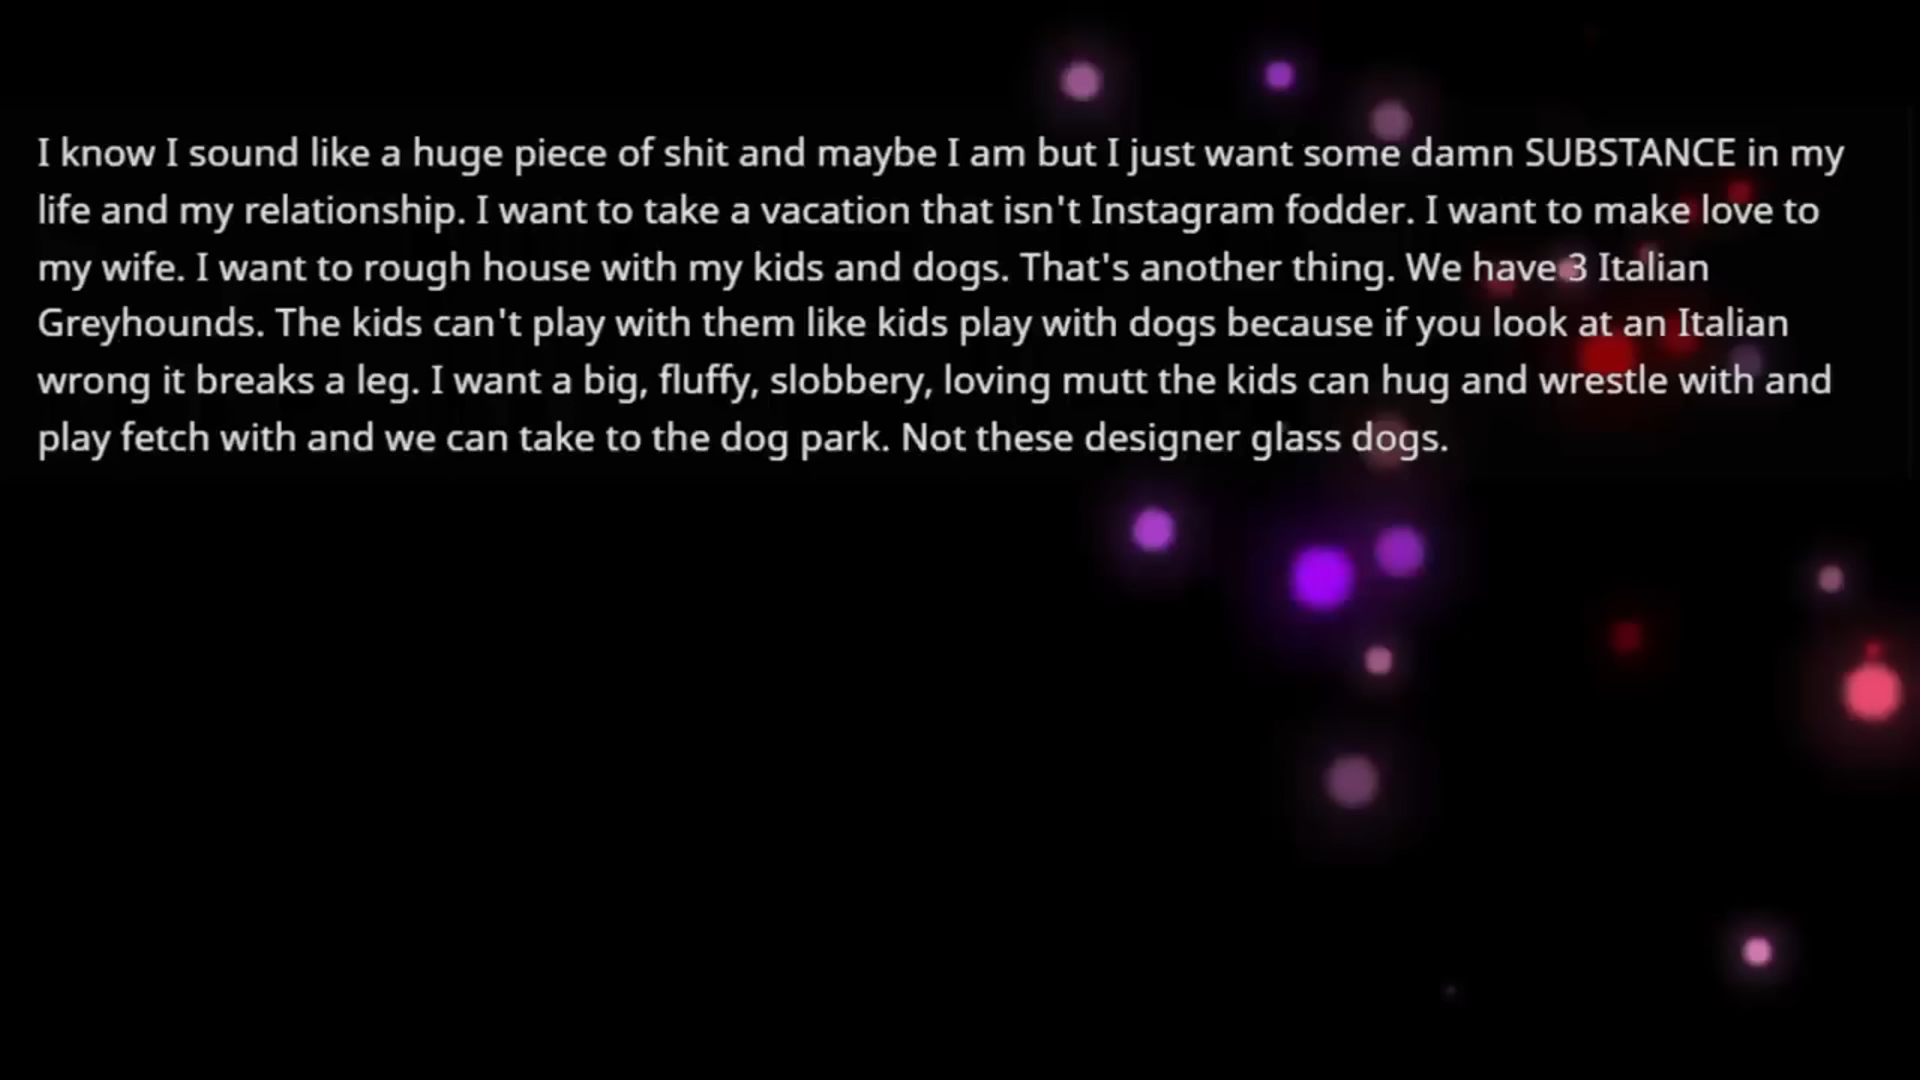 I know I sound like a huge piece of shit and maybe I am but I just want some damn SUBSTANCE in my
life and my relationship. I want to take a vacation that isn't Instagram fodder. I want to make love to
my wife. I want to rough house with my kids and dogs. That's another thing. We have 3 Italian
Greyhounds. The kids can't play with them like kids play with dogs because if you look at an Italian
wrong it breaks a leg. I want a big, fluffy, slobbery, loving mutt the kids can hug and wrestle with and
play fetch with and we can take to the dog park. Not these designer glass dogs.